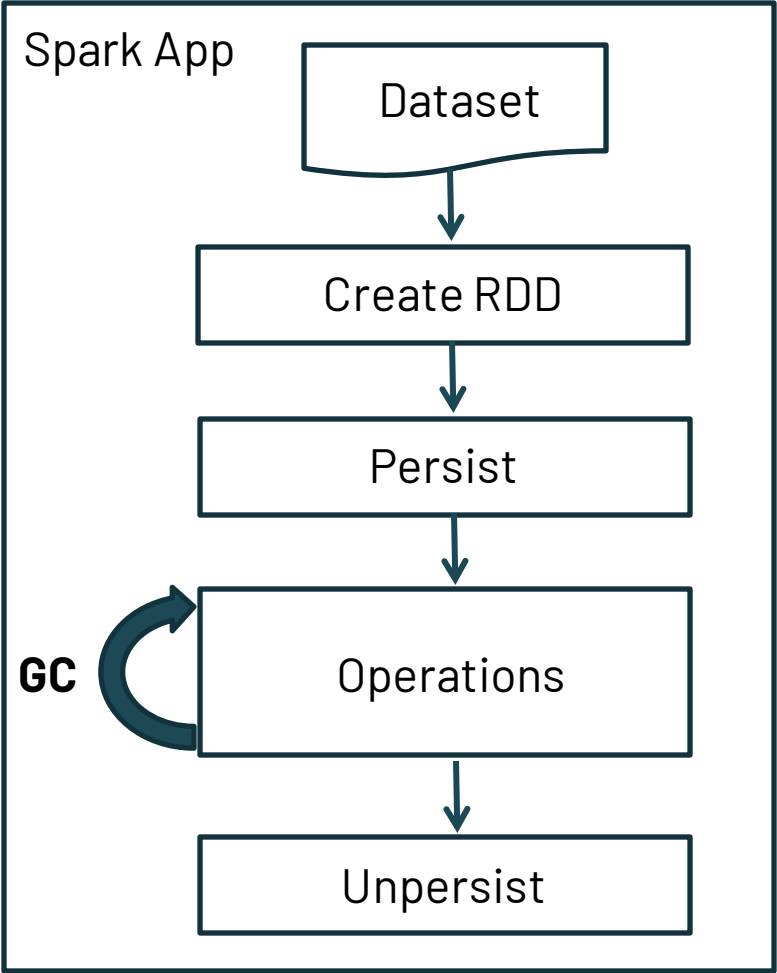 Spark App
Dataset
Create RDD
Persist
GC
Operations
Unpersist